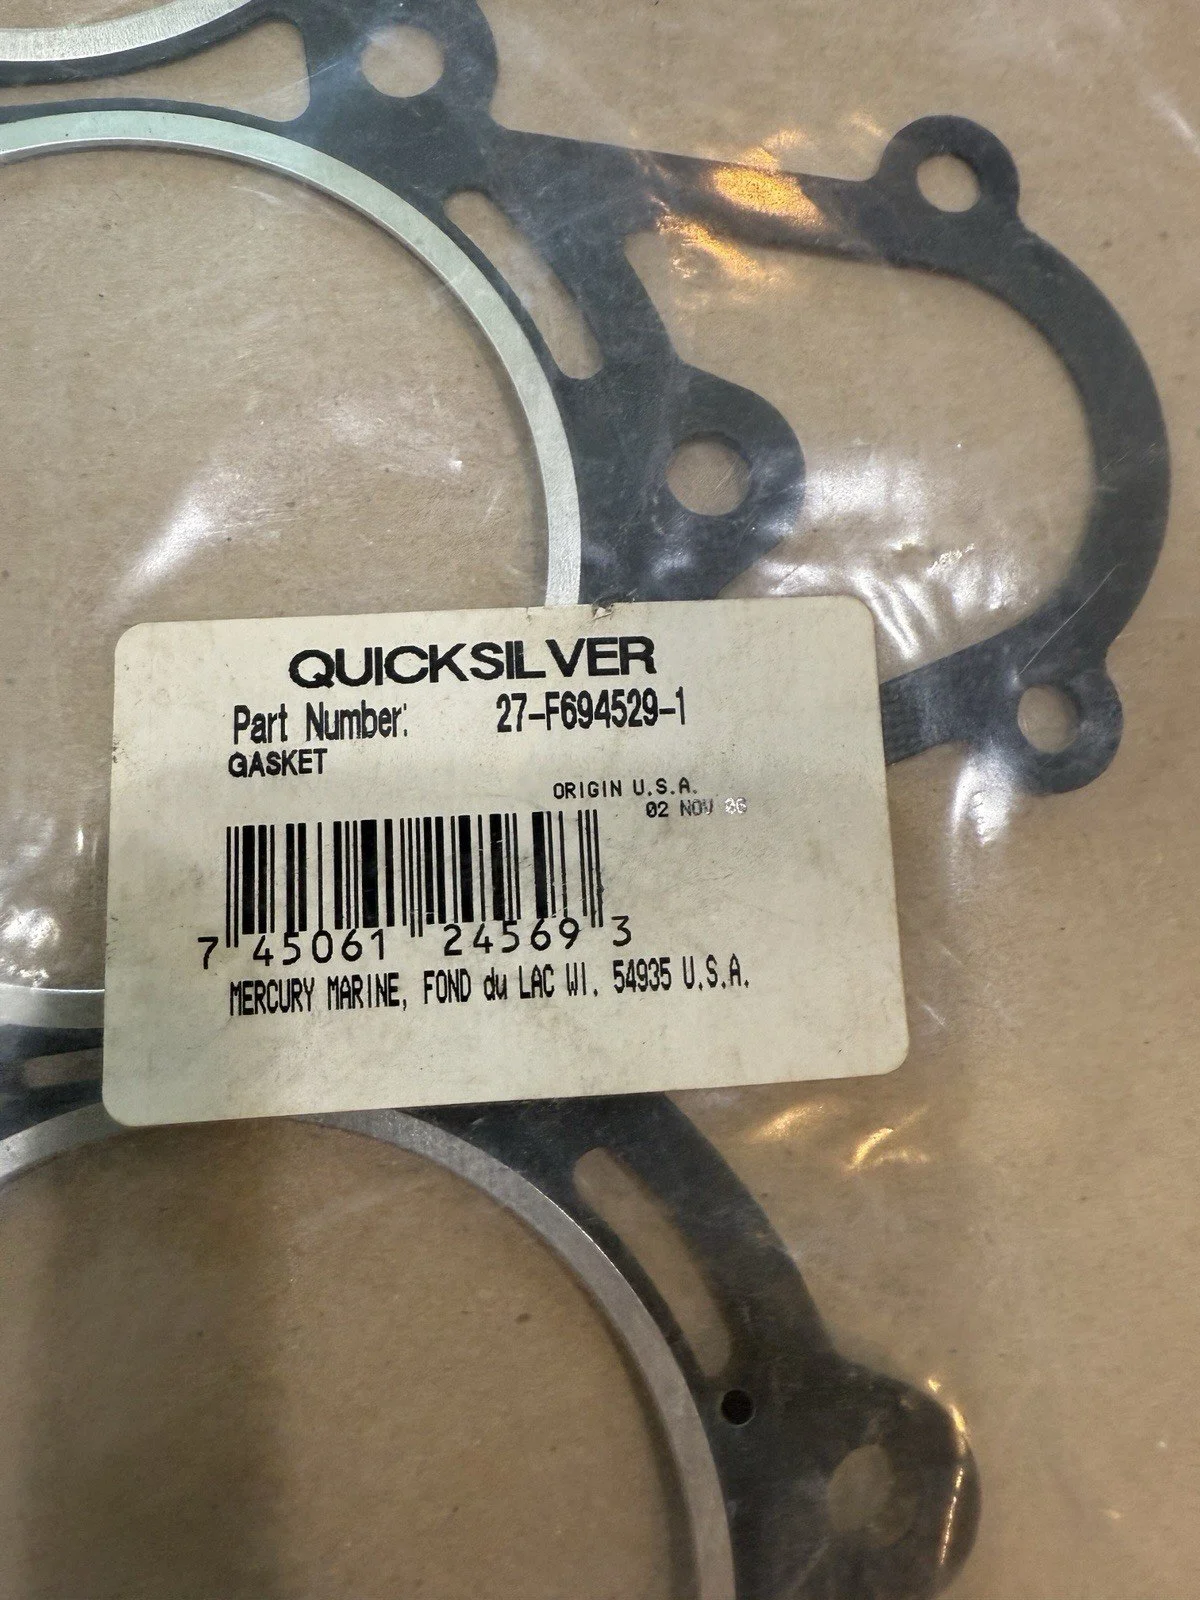 QUICKSILVER
Part Number: 27-F694529-1
GASKET
ORIGIN U.S.A.
02 NOV 06
7 45061 24569 3
MERCURY MARINE, FOND du LAC WI. 54935 U.S.A.